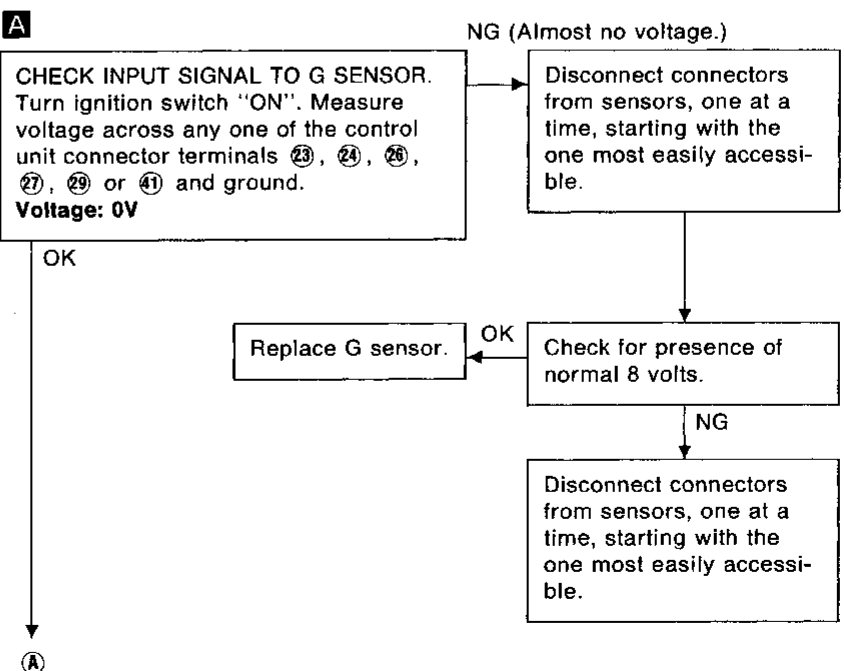 A
NG (Almost no voltage.)
CHECK INPUT SIGNAL TO G SENSOR.
Turn ignition switch "ON". Measure
voltage across any one of the control
unit connector terminals ㉓, ㉔, ㉖,
㉗, ㉙ or ㊶ and ground.
Voltage: 0V
Disconnect connectors
from sensors, one at a
time, starting with the
one most easily accessi-
ble.
OK
Replace G sensor.
OK
Check for presence of
normal 8 volts.
NG
Disconnect connectors
from sensors, one at a
time, starting with the
one most easily accessi-
ble.
Ⓐ